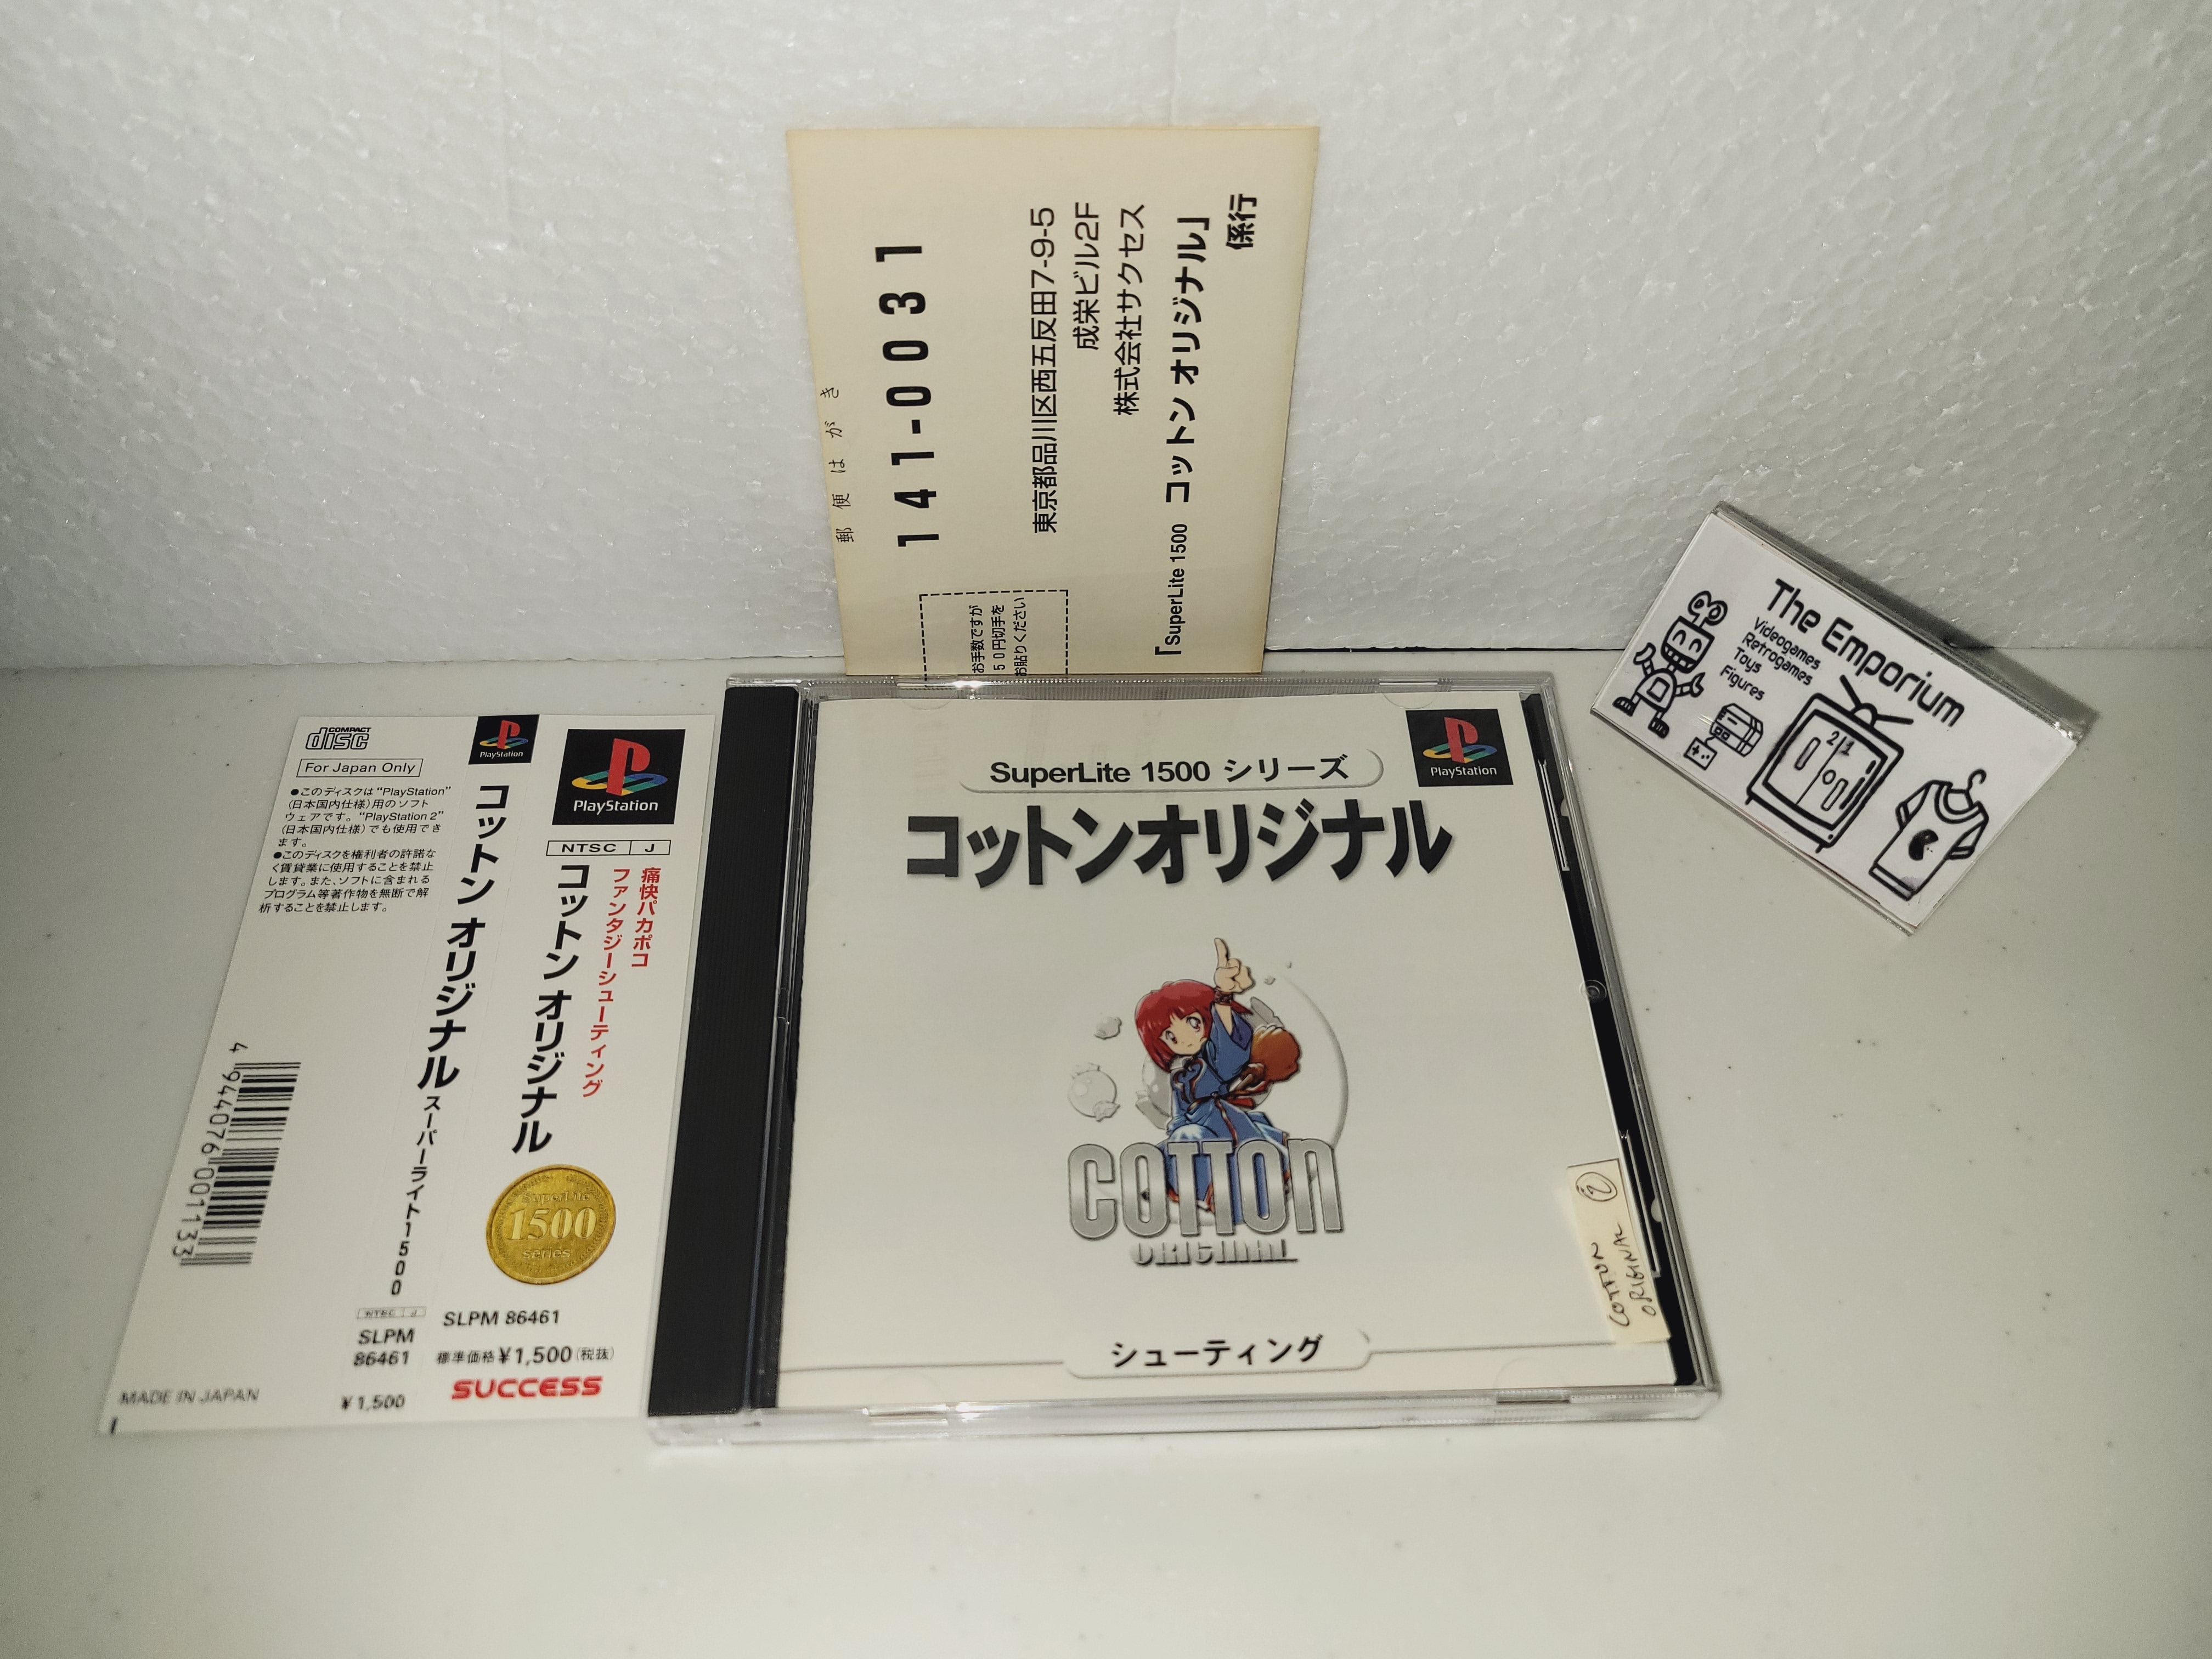 郵便はがき
141-0031
東京都品川区西五反田7-9-5
成栄ビル2F
株式会社サクセス
「SuperLite 1500 コットン オリジナル」
係行
お手数ですが
50円切手を
お貼りください
COMPACT
disc
For Japan Only
●このディスクは“PlayStation”
(日本国内仕様)用のソフト
ウェアです。“PlayStation 2”
(日本国内仕様)でも使用でき
ます。
●このディスクを権利者の許諾な
く賃貸業に使用することを禁止
します。また、ソフトに含まれる
プログラム等著作物を無断で解
析することを禁止します。
4 944076 001133
MADE IN JAPAN
PlayStation
コットン オリジナル スーパーライト1500
NTSC J
SLPM
86461
¥1,500
PlayStation
NTSC J
痛快パカポコ
ファンタジーシューティング
コットン オリジナル
SuperLite
1500
series
SLPM 86461
標準価格¥1,500(税抜)
SUCCESS
SuperLite 1500 シリーズ
PlayStation
コットンオリジナル
COTTON
ORIGINAL
シューティング
COTTON
ORIGINAL
2
The Emporium
Videogames
Retrogames
Toys
Figures
21